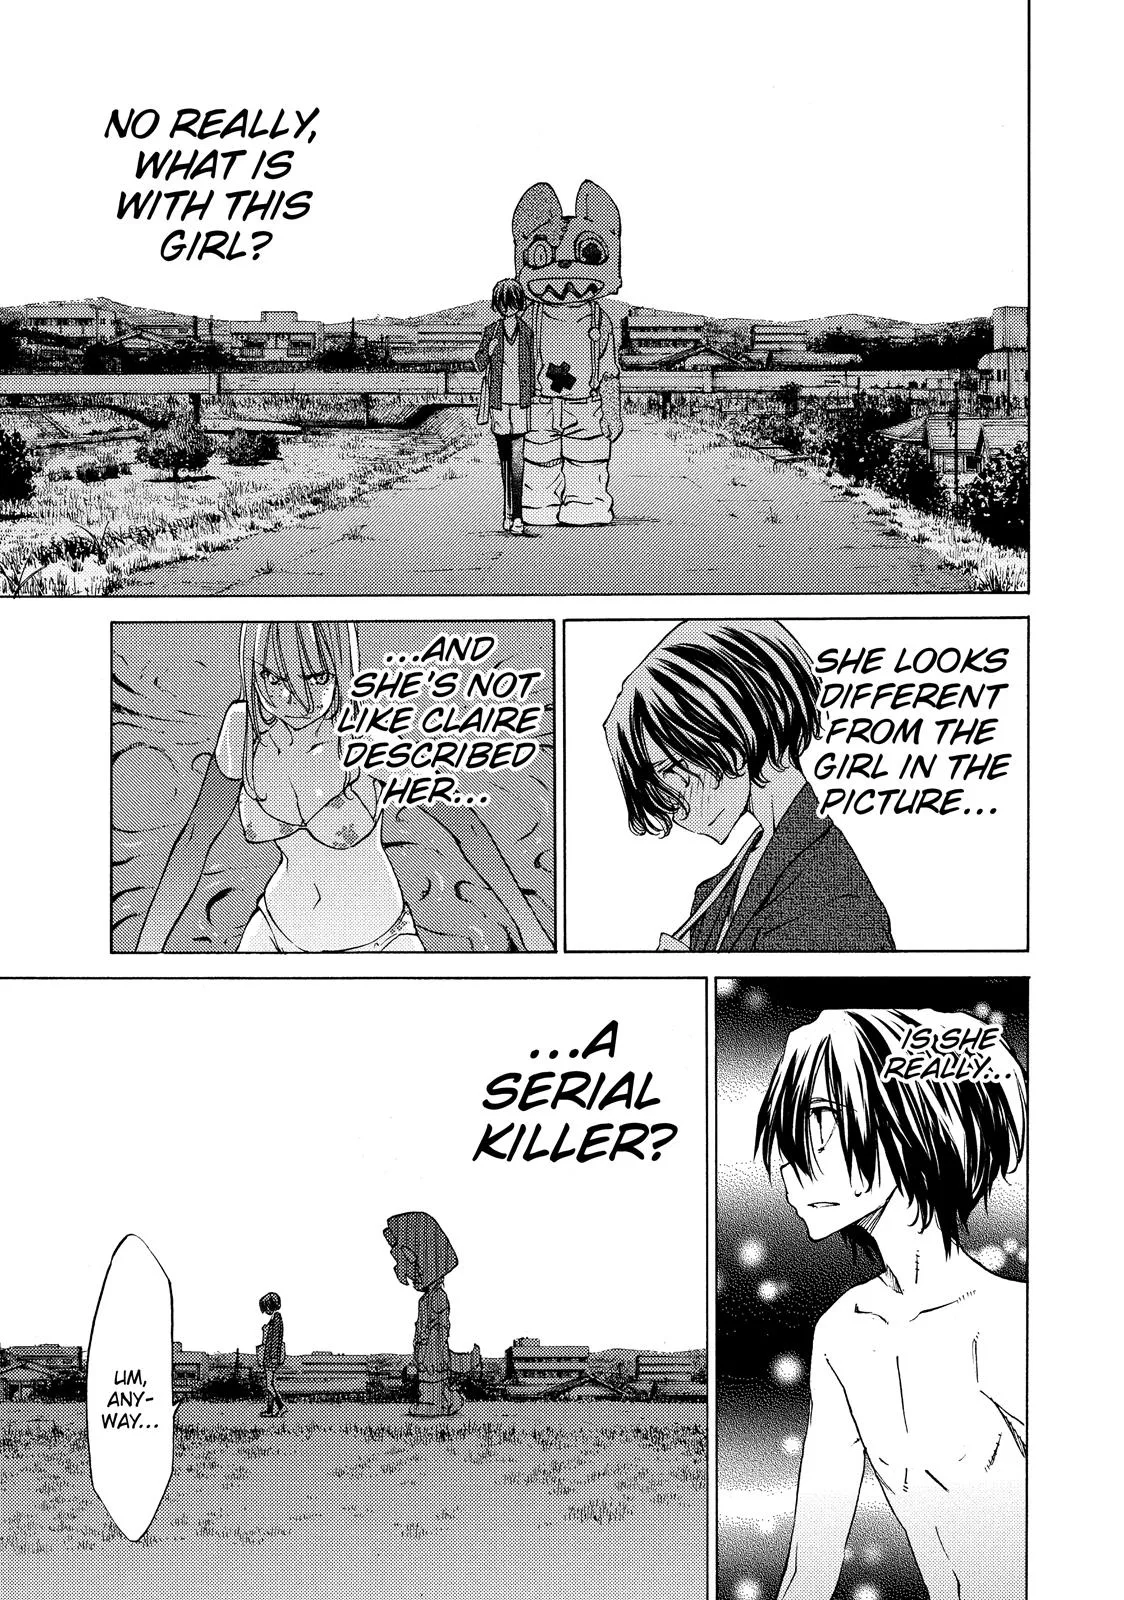 NO REALLY,
WHAT IS
WITH THIS
GIRL?
SHE LOOKS
DIFFERENT
FROM THE
GIRL IN THE
PICTURE...
...AND
SHE'S NOT
LIKE CLAIRE
DESCRIBED
HER...
IS SHE
REALLY...
...A
SERIAL
KILLER?
UM,
ANY-
WAY...